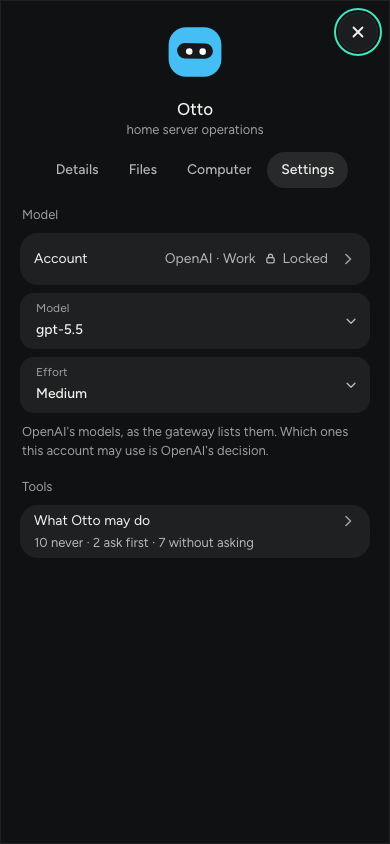 Otto
home server operations
Details Files Computer Settings
Model
Account OpenAI · Work Locked
Model
gpt-5.5
Effort
Medium
OpenAI's models, as the gateway lists them. Which ones
this account may use is OpenAI's decision.
Tools
What Otto may do
10 never · 2 ask first · 7 without asking